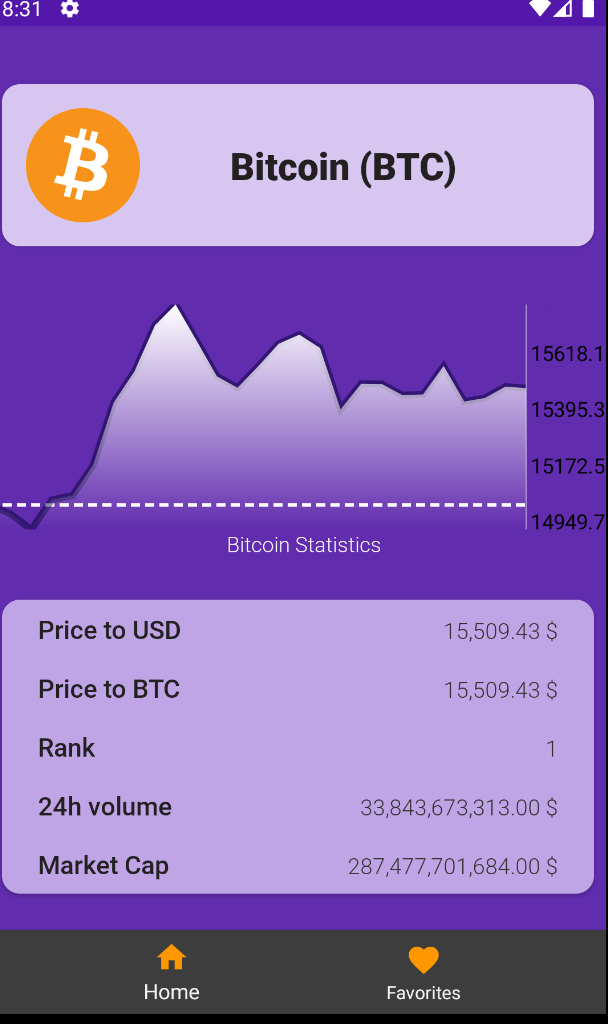 8:31
Bitcoin (BTC)
15618.1
15395.3
15172.5
14949.7
Bitcoin Statistics
Price to USD 15,509.43 $
Price to BTC 15,509.43 $
Rank 1
24h volume 33,843,673,313.00 $
Market Cap 287,477,701,684.00 $
Home Favorites